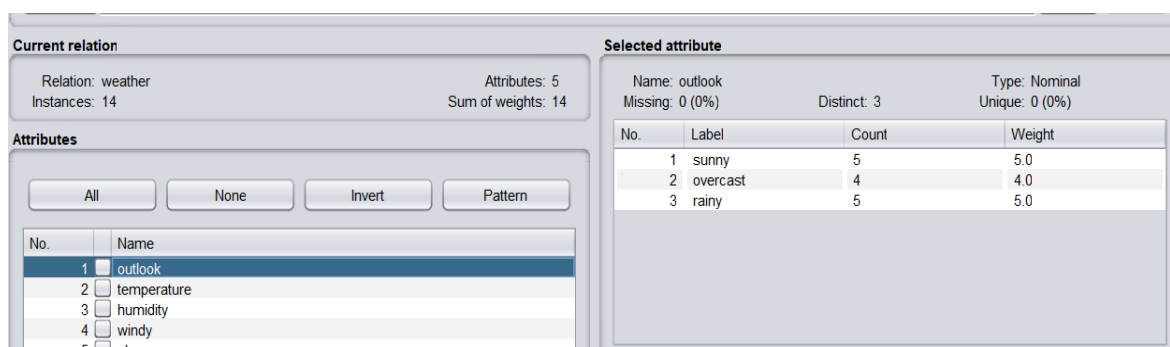 Current relation
Relation: weather
Attributes: 5
Instances: 14
Sum of weights: 14
Attributes
All
None
Invert
Pattern
No.
Name
1 outlook
2 temperature
3 humidity
4 windy
Selected attribute
Name: outlook
Type: Nominal
Missing: 0 (0%)
Distinct: 3
Unique: 0 (0%)
No. Label Count Weight
1 sunny 5 5.0
2 overcast 4 4.0
3 rainy 5 5.0